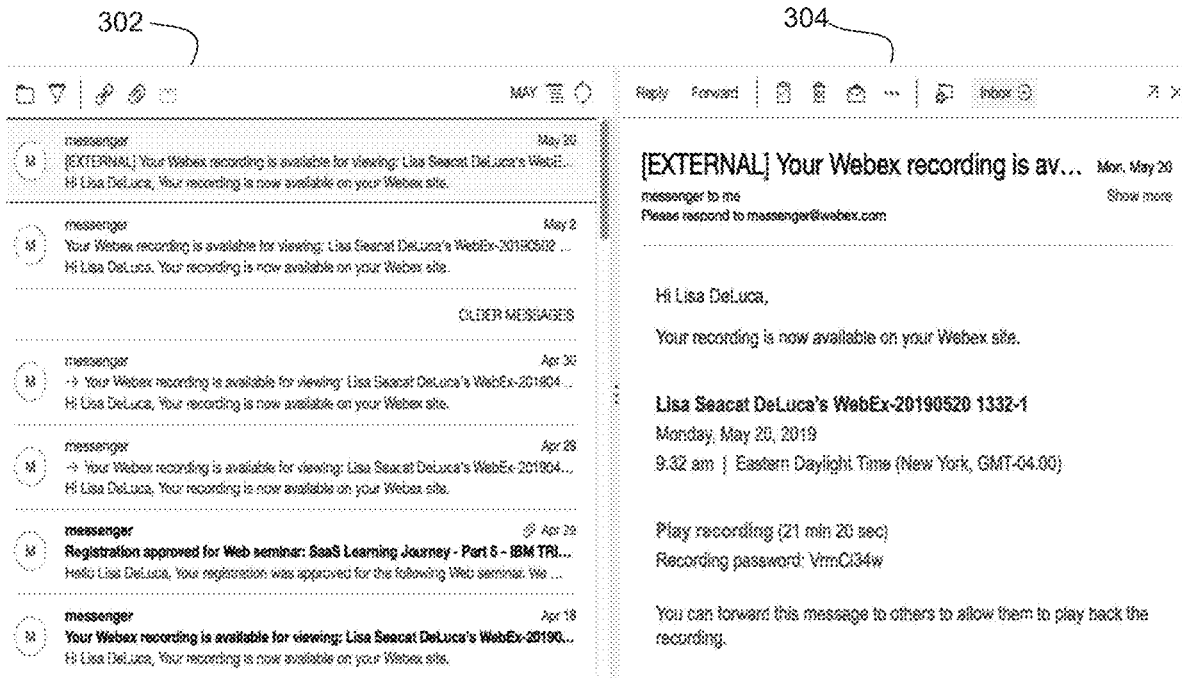 302
304
MAY
Reply Forward ... Inbox
M
messenger May 20
[EXTERNAL] Your Webex recording is available for viewing: Lisa Seacat DeLuca's WebE...
Hi Lisa DeLuca, Your recording is now available on your Webex site.
M
messenger May 2
Your Webex recording is available for viewing: Lisa Seacat DeLuca's WebEx-20190502 ...
Hi Lisa DeLuca, Your recording is now available on your Webex site.
OLDER MESSAGES
M
messenger Apr 30
→ Your Webex recording is available for viewing: Lisa Seacat DeLuca's WebEx-201904...
Hi Lisa DeLuca, Your recording is now available on your Webex site.
M
messenger Apr
→ Your Webex recording is available for viewing: Lisa Seacat DeLuca's WebEx-201904...
Hi Lisa DeLuca, Your recording is now available on your Webex site.
M
messenger Apr
Registration approved for Web seminar: SaaS Learning Journey - Part 5 - IBM TRI...
Hello Lisa DeLuca, Your registration was approved for the following Web seminar. We ...
M
messenger Apr 18
Your Webex recording is available for viewing: Lisa Seacat DeLuca's WebEx-20190...
Hi Lisa DeLuca, Your recording is now available on your Webex site.
[EXTERNAL] Your Webex recording is av... Mon, May 20
messenger to me Show more
Please respond to messenger@webex.com
Hi Lisa DeLuca,
Your recording is now available on your Webex site.
Lisa Seacat DeLuca's WebEx-20190520 1332-1
Monday, May 20, 2019
9:32 am | Eastern Daylight Time (New York, GMT-04:00)
Play recording (21 min 20 sec)
Recording password: VrmCi34w
You can forward this message to others to allow them to play back the
recording.